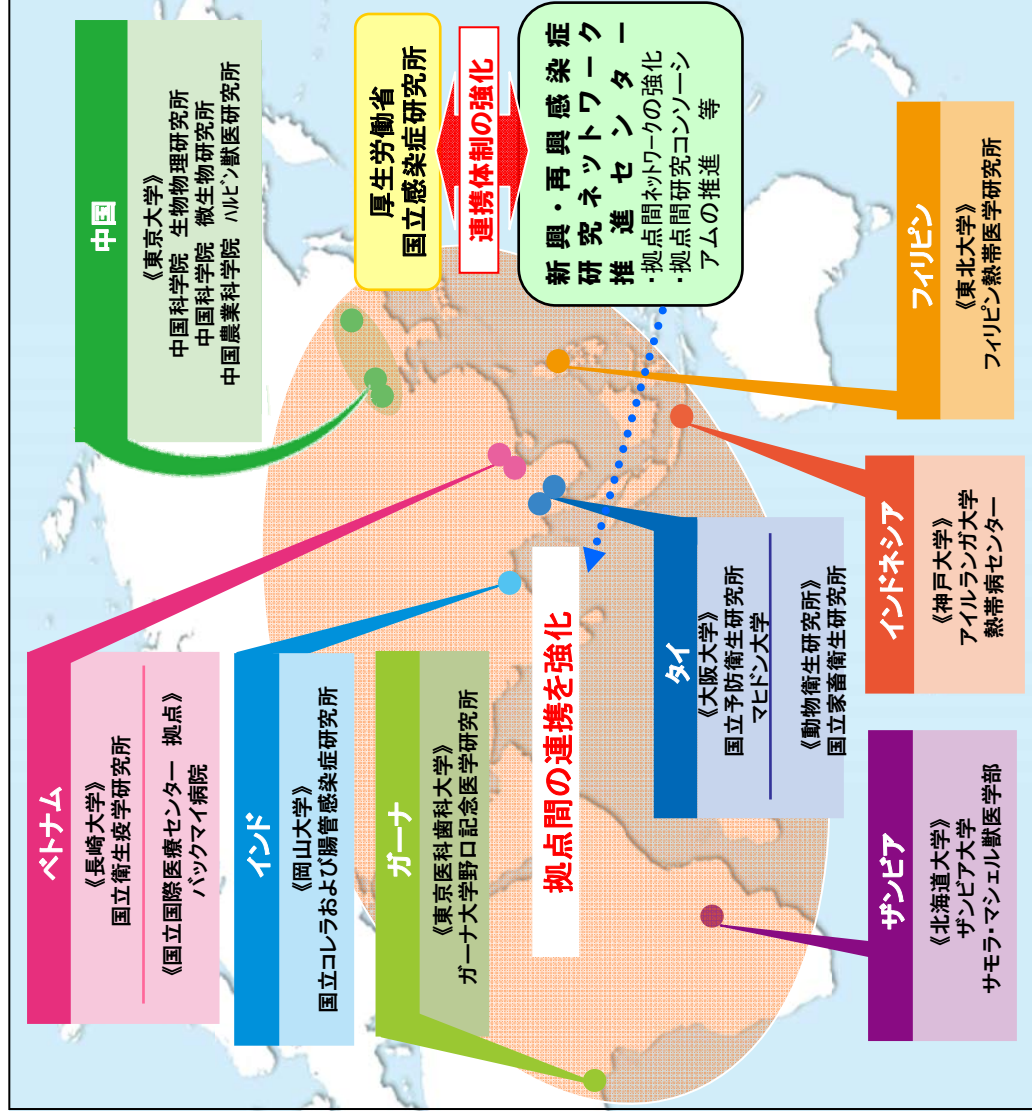 ベトナム
《長崎大学》
国立衛生疫学研究所
《国立国際医療センター 拠点》
バックマイ病院
インド
《岡山大学》
国立コレラおよび腸管感染症研究所
ガーナ
《東京医科歯科大学》
ガーナ大学野口記念医学研究所
中国
《東京大学》
中国科学院 生物物理研究所
中国科学院 微生物研究所
中国農業科学院 ハルビン獣医研究所
厚生労働省
国立感染症研究所
連携体制の強化
新興・再興感染症
研究ネットワーク
推進センター
・拠点間ネットワークの強化
・拠点間研究コンソーシ
アムの推進 等
拠点間の連携を強化
タイ
《大阪大学》
国立予防衛生研究所
マヒドン大学
《動物衛生研究所》
国立家畜衛生研究所
ザンビア
《北海道大学》
ザンビア大学
サモラ・マシェル獣医学部
インドネシア
《神戸大学》
アイルランガ大学
熱帯病センター
フィリピン
《東北大学》
フィリピン熱帯医学研究所